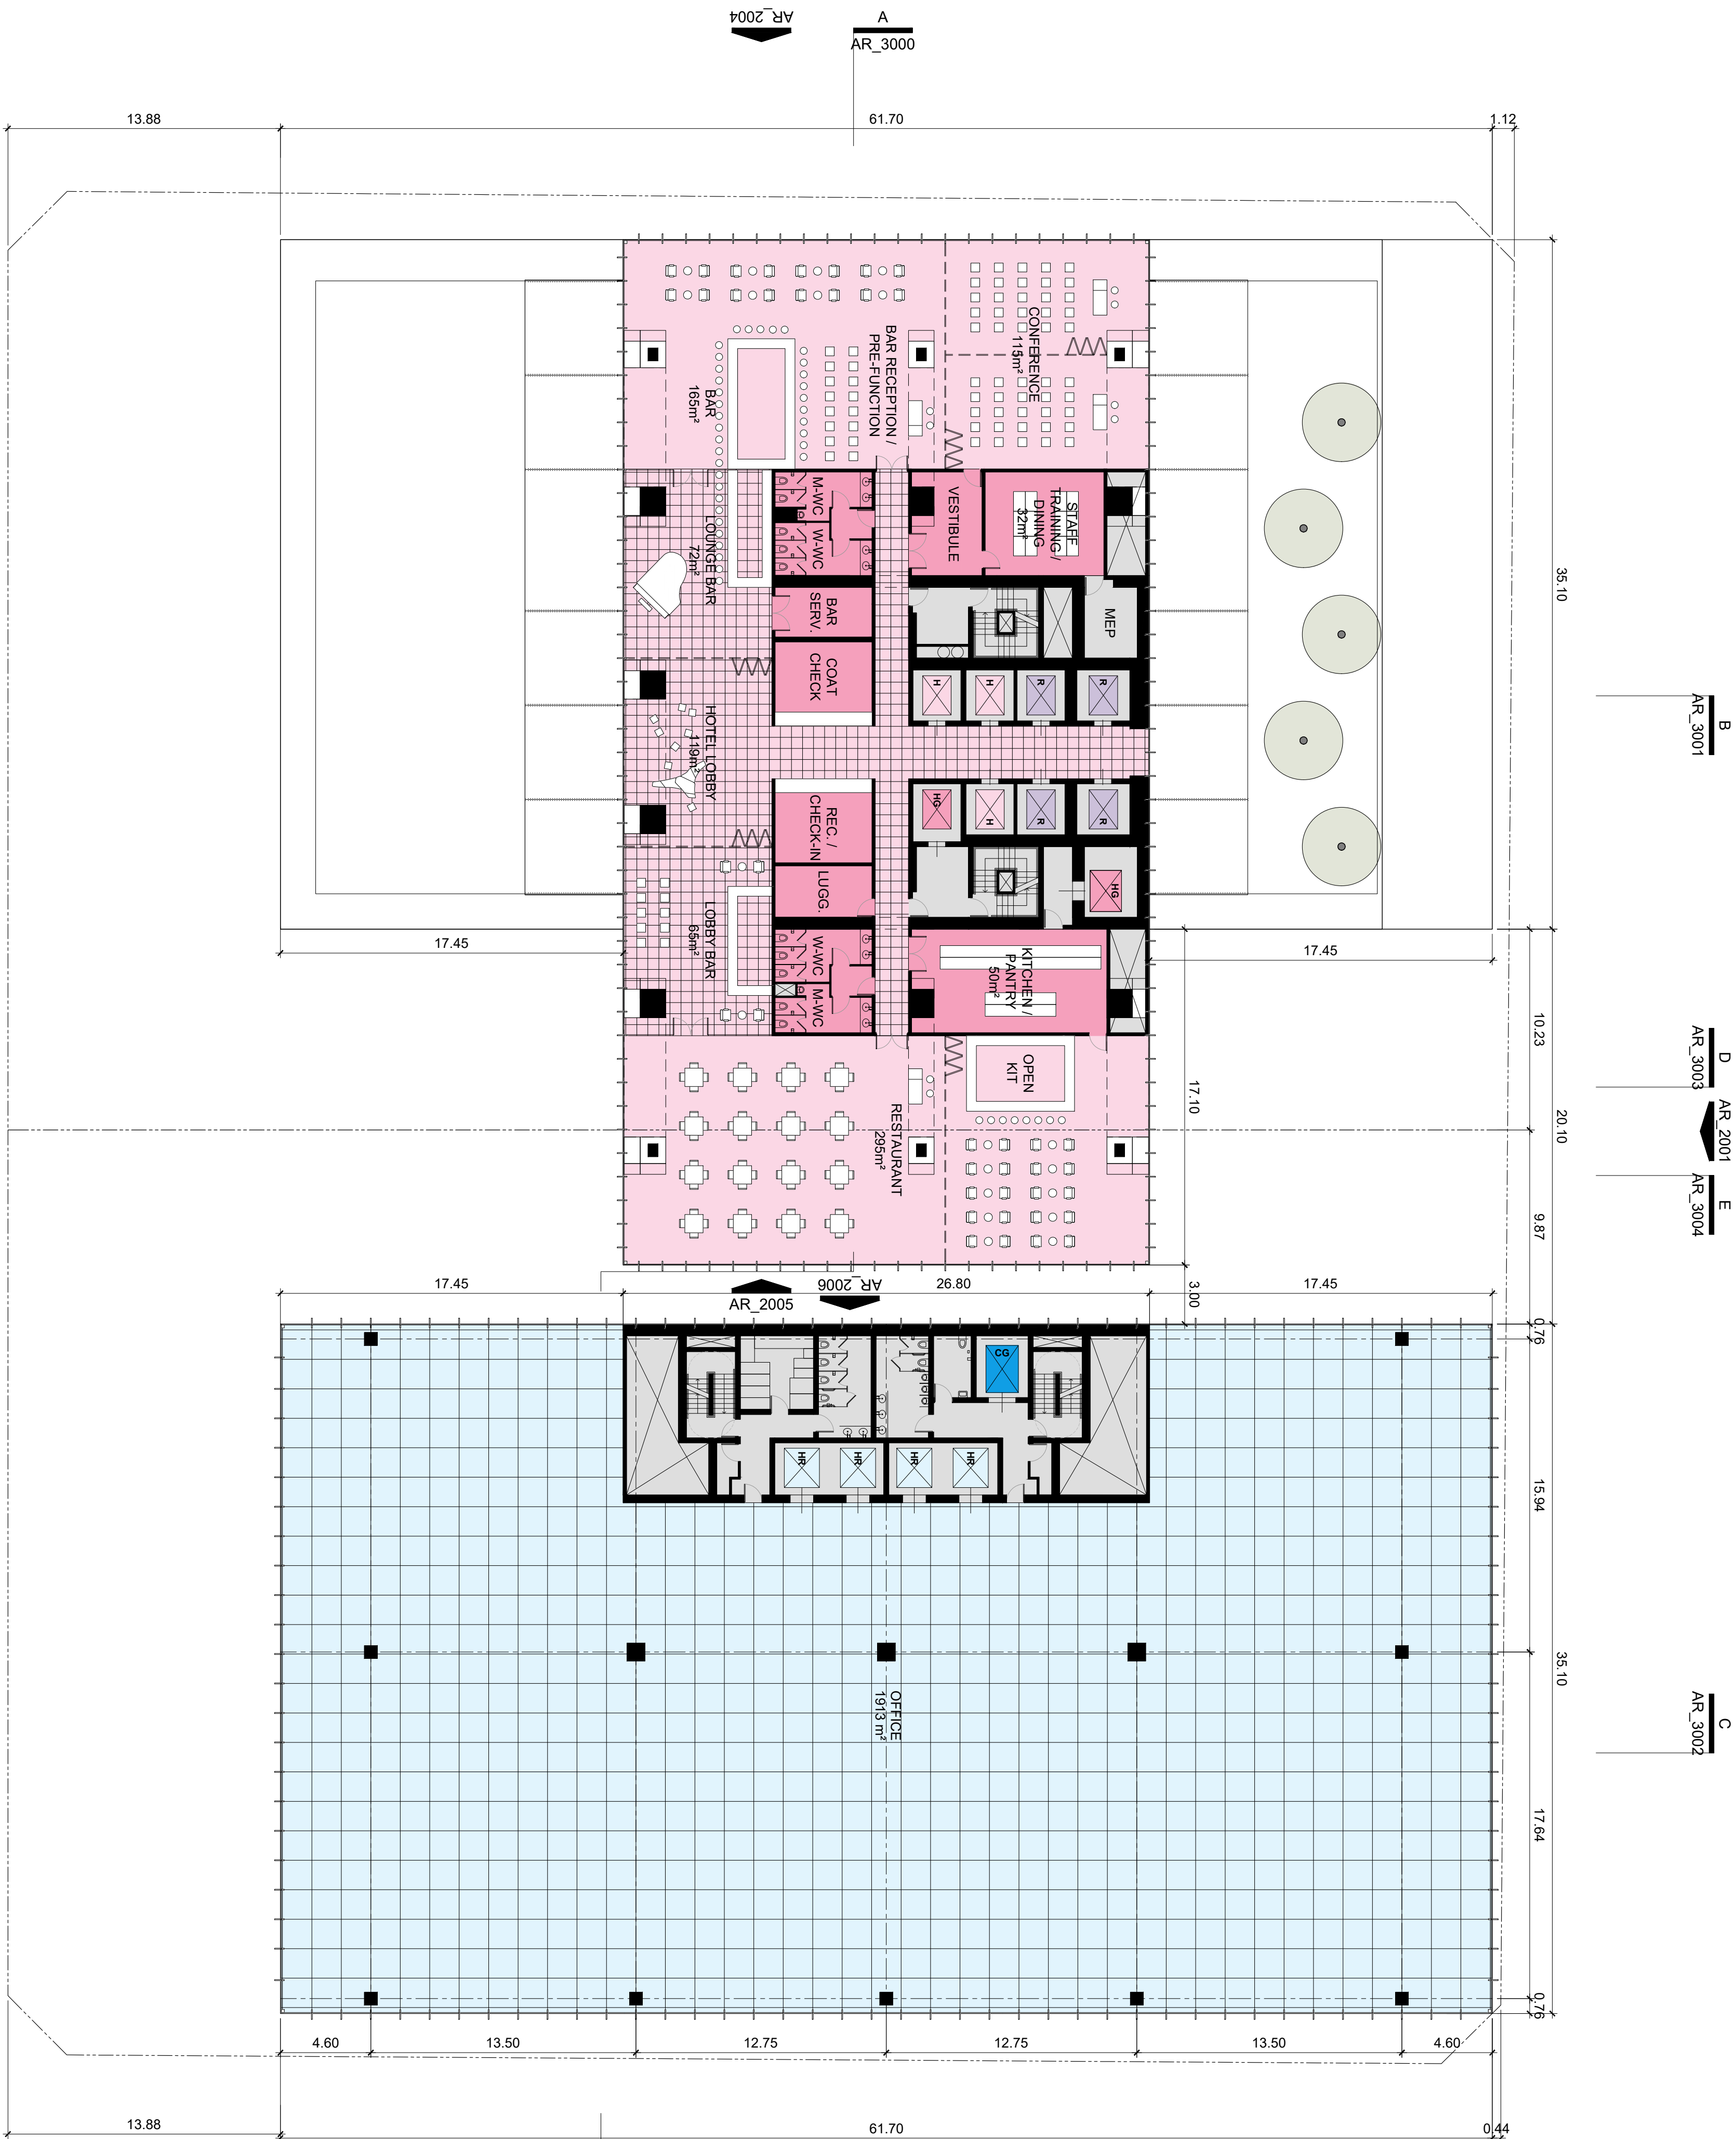 AR_2004
A
AR_3000
13.88
61.70
1.12
CONFERENCE
115m²
BAR RECEPTION /
PRE-FUNCTION
BAR
165m²
35.10
M-WC
W-WC
VESTIBULE
STAFF
TRAINING /
DINING
32m²
LOUNGE BAR
72m²
BAR
SERV.
MEP
COAT
CHECK
H
H
R
R
B
AR_3001
HOTEL LOBBY
119m²
REC. /
CHECK-IN
HG
H
R
R
LUGG.
HG
LOBBY BAR
65m²
W-WC
M-WC
KITCHEN /
PANTRY
50m²
17.45
17.45
10.23
D
AR_3003
OPEN
KIT
17.10
20.10
AR_2001
RESTAURANT
295m²
E
AR_3004
9.87
17.45
AR_2005
AR_2006
26.80
3.00
17.45
0.76
CG
HR
HR
HR
HR
15.94
35.10
OFFICE
1913 m²
C
AR_3002
17.64
0.76
4.60
13.50
12.75
12.75
13.50
4.60
13.88
61.70
0.44